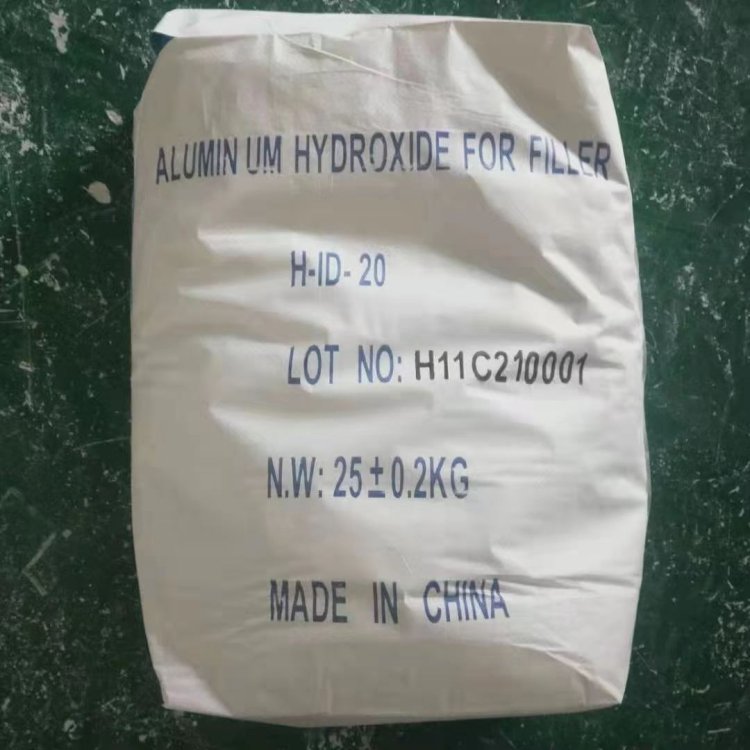 ALUMIN UM HYDROXIDE FOR FILLER
H-ID-20
LOT NO: H11C210001
N.W: 25±0.2KG
MADE IN CHINA